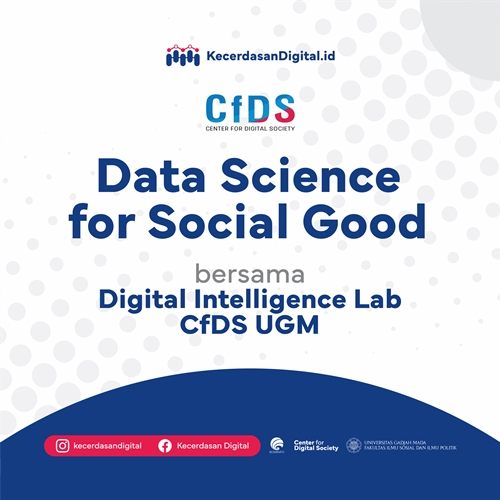 KecerdasanDigital.id
CfDS
CENTER FOR DIGITAL SOCIETY
Data Science
for Social Good
bersama
Digital Intelligence Lab
CfDS UGM
kecerdasandigital
Kecerdasan Digital
KOMINFO
Center for
Digital Society
UNIVERSITAS GADJAH MADA
FAKULTAS ILMU SOSIAL DAN ILMU POLITIK